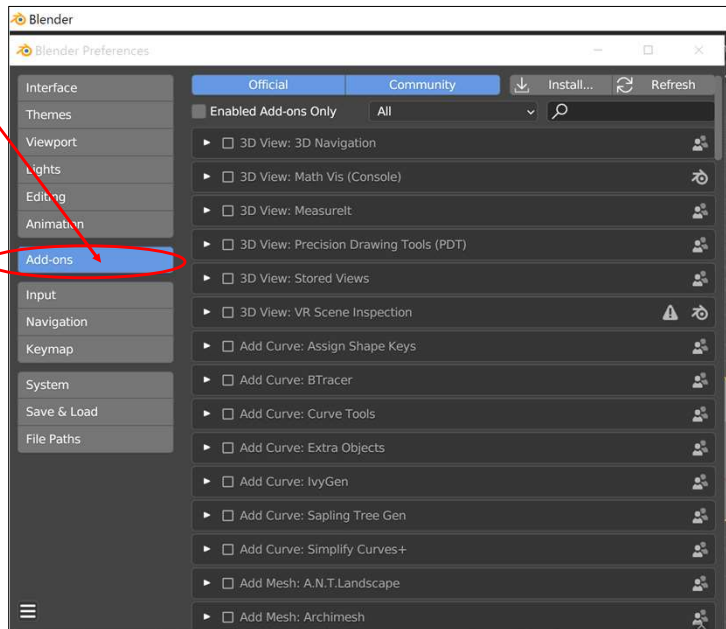 Blender
Blender Preferences
Interface
Themes
Viewport
Lights
Editing
Animation
Add-ons
Input
Navigation
Keymap
System
Save & Load
File Paths
Official Community Install... Refresh
Enabled Add-ons Only All
3D View: 3D Navigation
3D View: Math Vis (Console)
3D View: MeasureIt
3D View: Precision Drawing Tools (PDT)
3D View: Stored Views
3D View: VR Scene Inspection
Add Curve: Assign Shape Keys
Add Curve: BTracer
Add Curve: Curve Tools
Add Curve: Extra Objects
Add Curve: IvyGen
Add Curve: Sapling Tree Gen
Add Curve: Simplify Curves+
Add Mesh: A.N.T.Landscape
Add Mesh: Archimesh